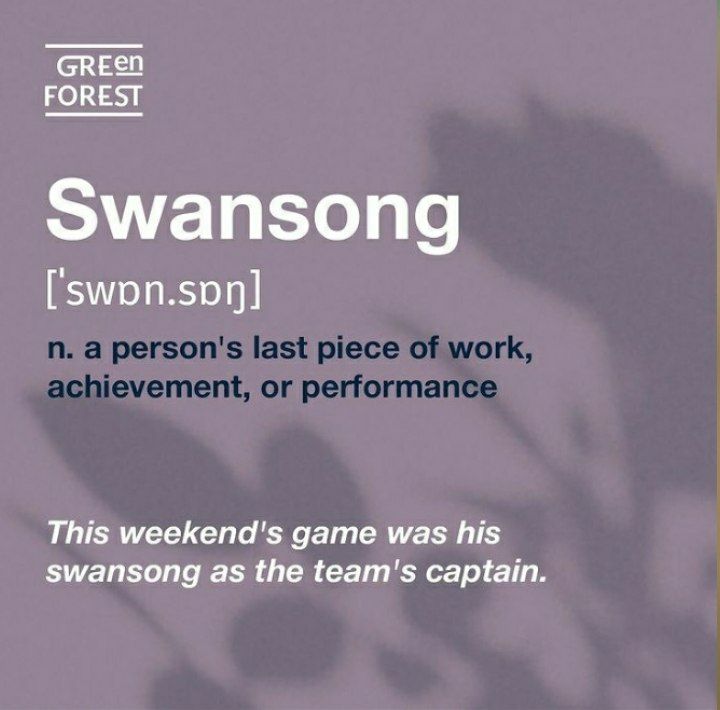 GREen
FOREST
Swansong
[ˈswɒn.sɒŋ]
n. a person's last piece of work,
achievement, or performance
This weekend's game was his
swansong as the team's captain.